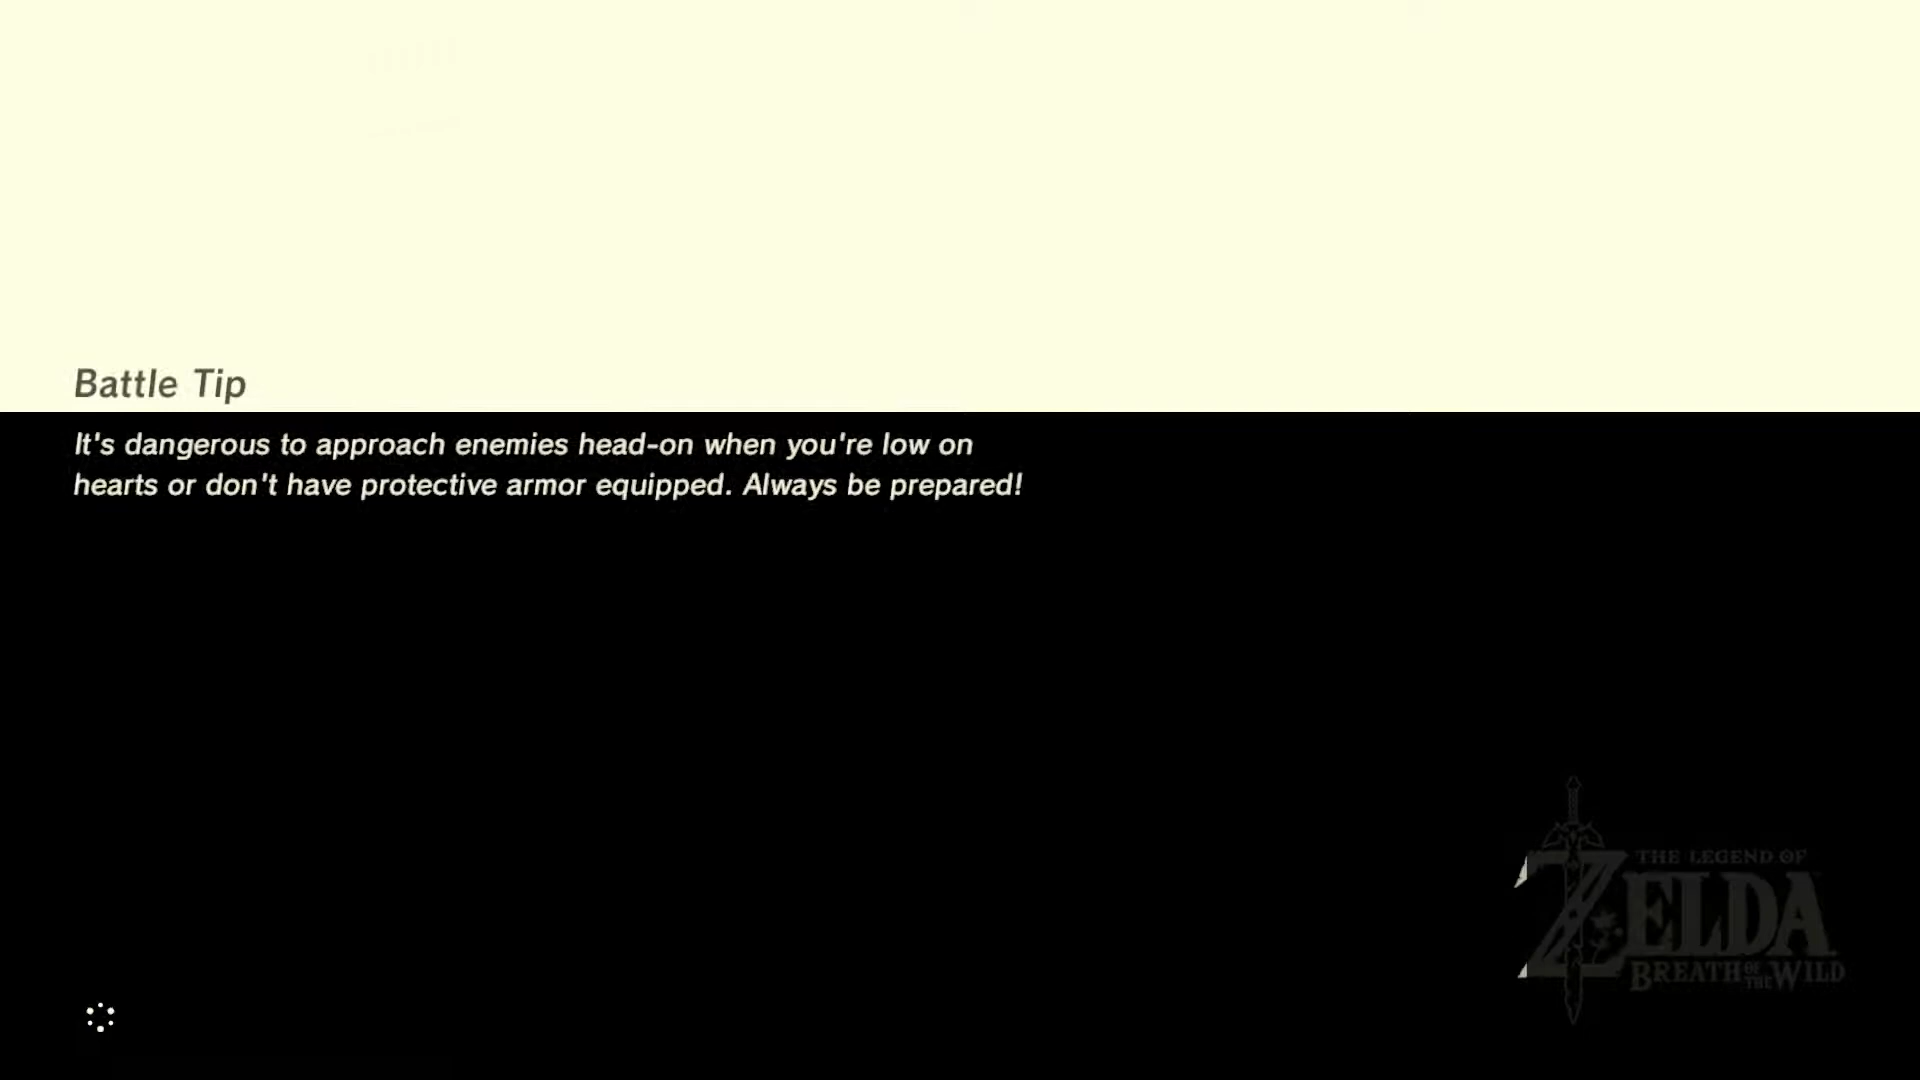 Battle Tip
It's dangerous to approach enemies head-on when you're low on
hearts or don't have protective armor equipped. Always be prepared!
THE LEGEND OF
ZELDA
BREATH OF THE WILD